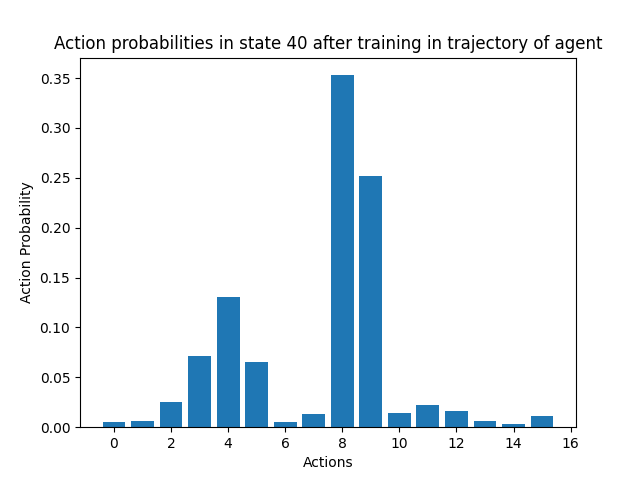 Action probabilities in state 40 after training in trajectory of agent
0.35
0.30
0.25
0.20
0.15
0.10
0.05
0.00
Action Probability
0 2 4 6 8 10 12 14 16
Actions